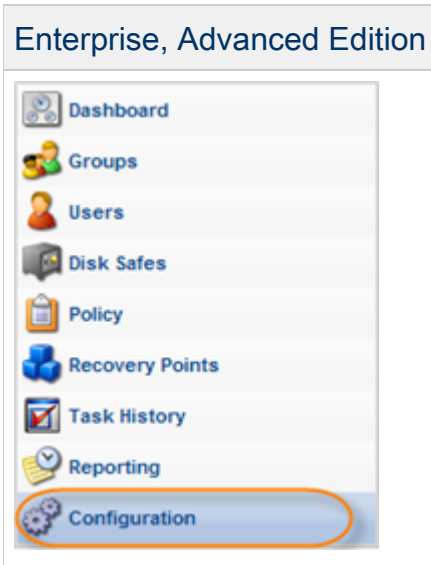 Enterprise, Advanced Edition
Dashboard
Groups
Users
Disk Safes
Policy
Recovery Points
Task History
Reporting
Configuration